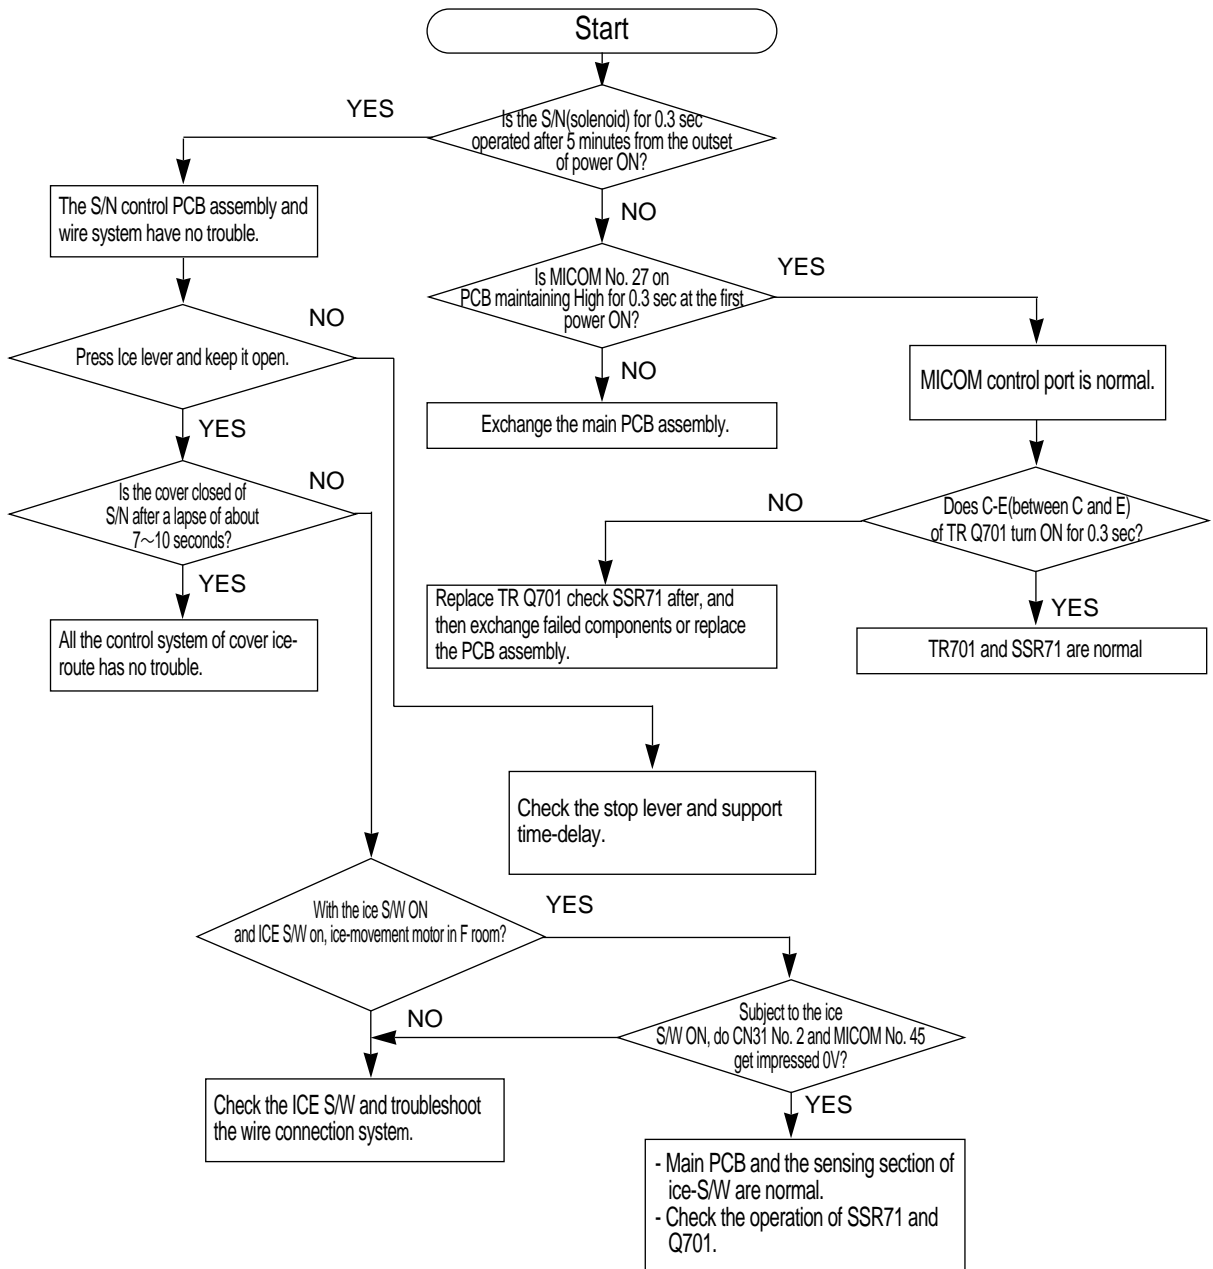 Start
YES
Is the S/N(solenoid) for 0.3 sec
operated after 5 minutes from the outset
of power ON?
The S/N control PCB assembly and
wire system have no trouble.
NO
Is MICOM No. 27 on
PCB maintaining High for 0.3 sec at the first
power ON?
YES
NO
Press Ice lever and keep it open.
NO
Exchange the main PCB assembly.
MICOM control port is normal.
YES
Is the cover closed of
S/N after a lapse of about
7~10 seconds?
NO
NO
Does C-E(between C and E)
of TR Q701 turn ON for 0.3 sec?
YES
All the control system of cover ice-
route has no trouble.
Replace TR Q701 check SSR71 after, and
then exchange failed components or replace
the PCB assembly.
YES
TR701 and SSR71 are normal
Check the stop lever and support
time-delay.
With the ice S/W ON
and ICE S/W on, ice-movement motor in F room?
YES
NO
Subject to the ice
S/W ON, do CN31 No. 2 and MICOM No. 45
get impressed 0V?
Check the ICE S/W and troubleshoot
the wire connection system.
YES
- Main PCB and the sensing section of
ice-S/W are normal.
- Check the operation of SSR71 and
Q701.